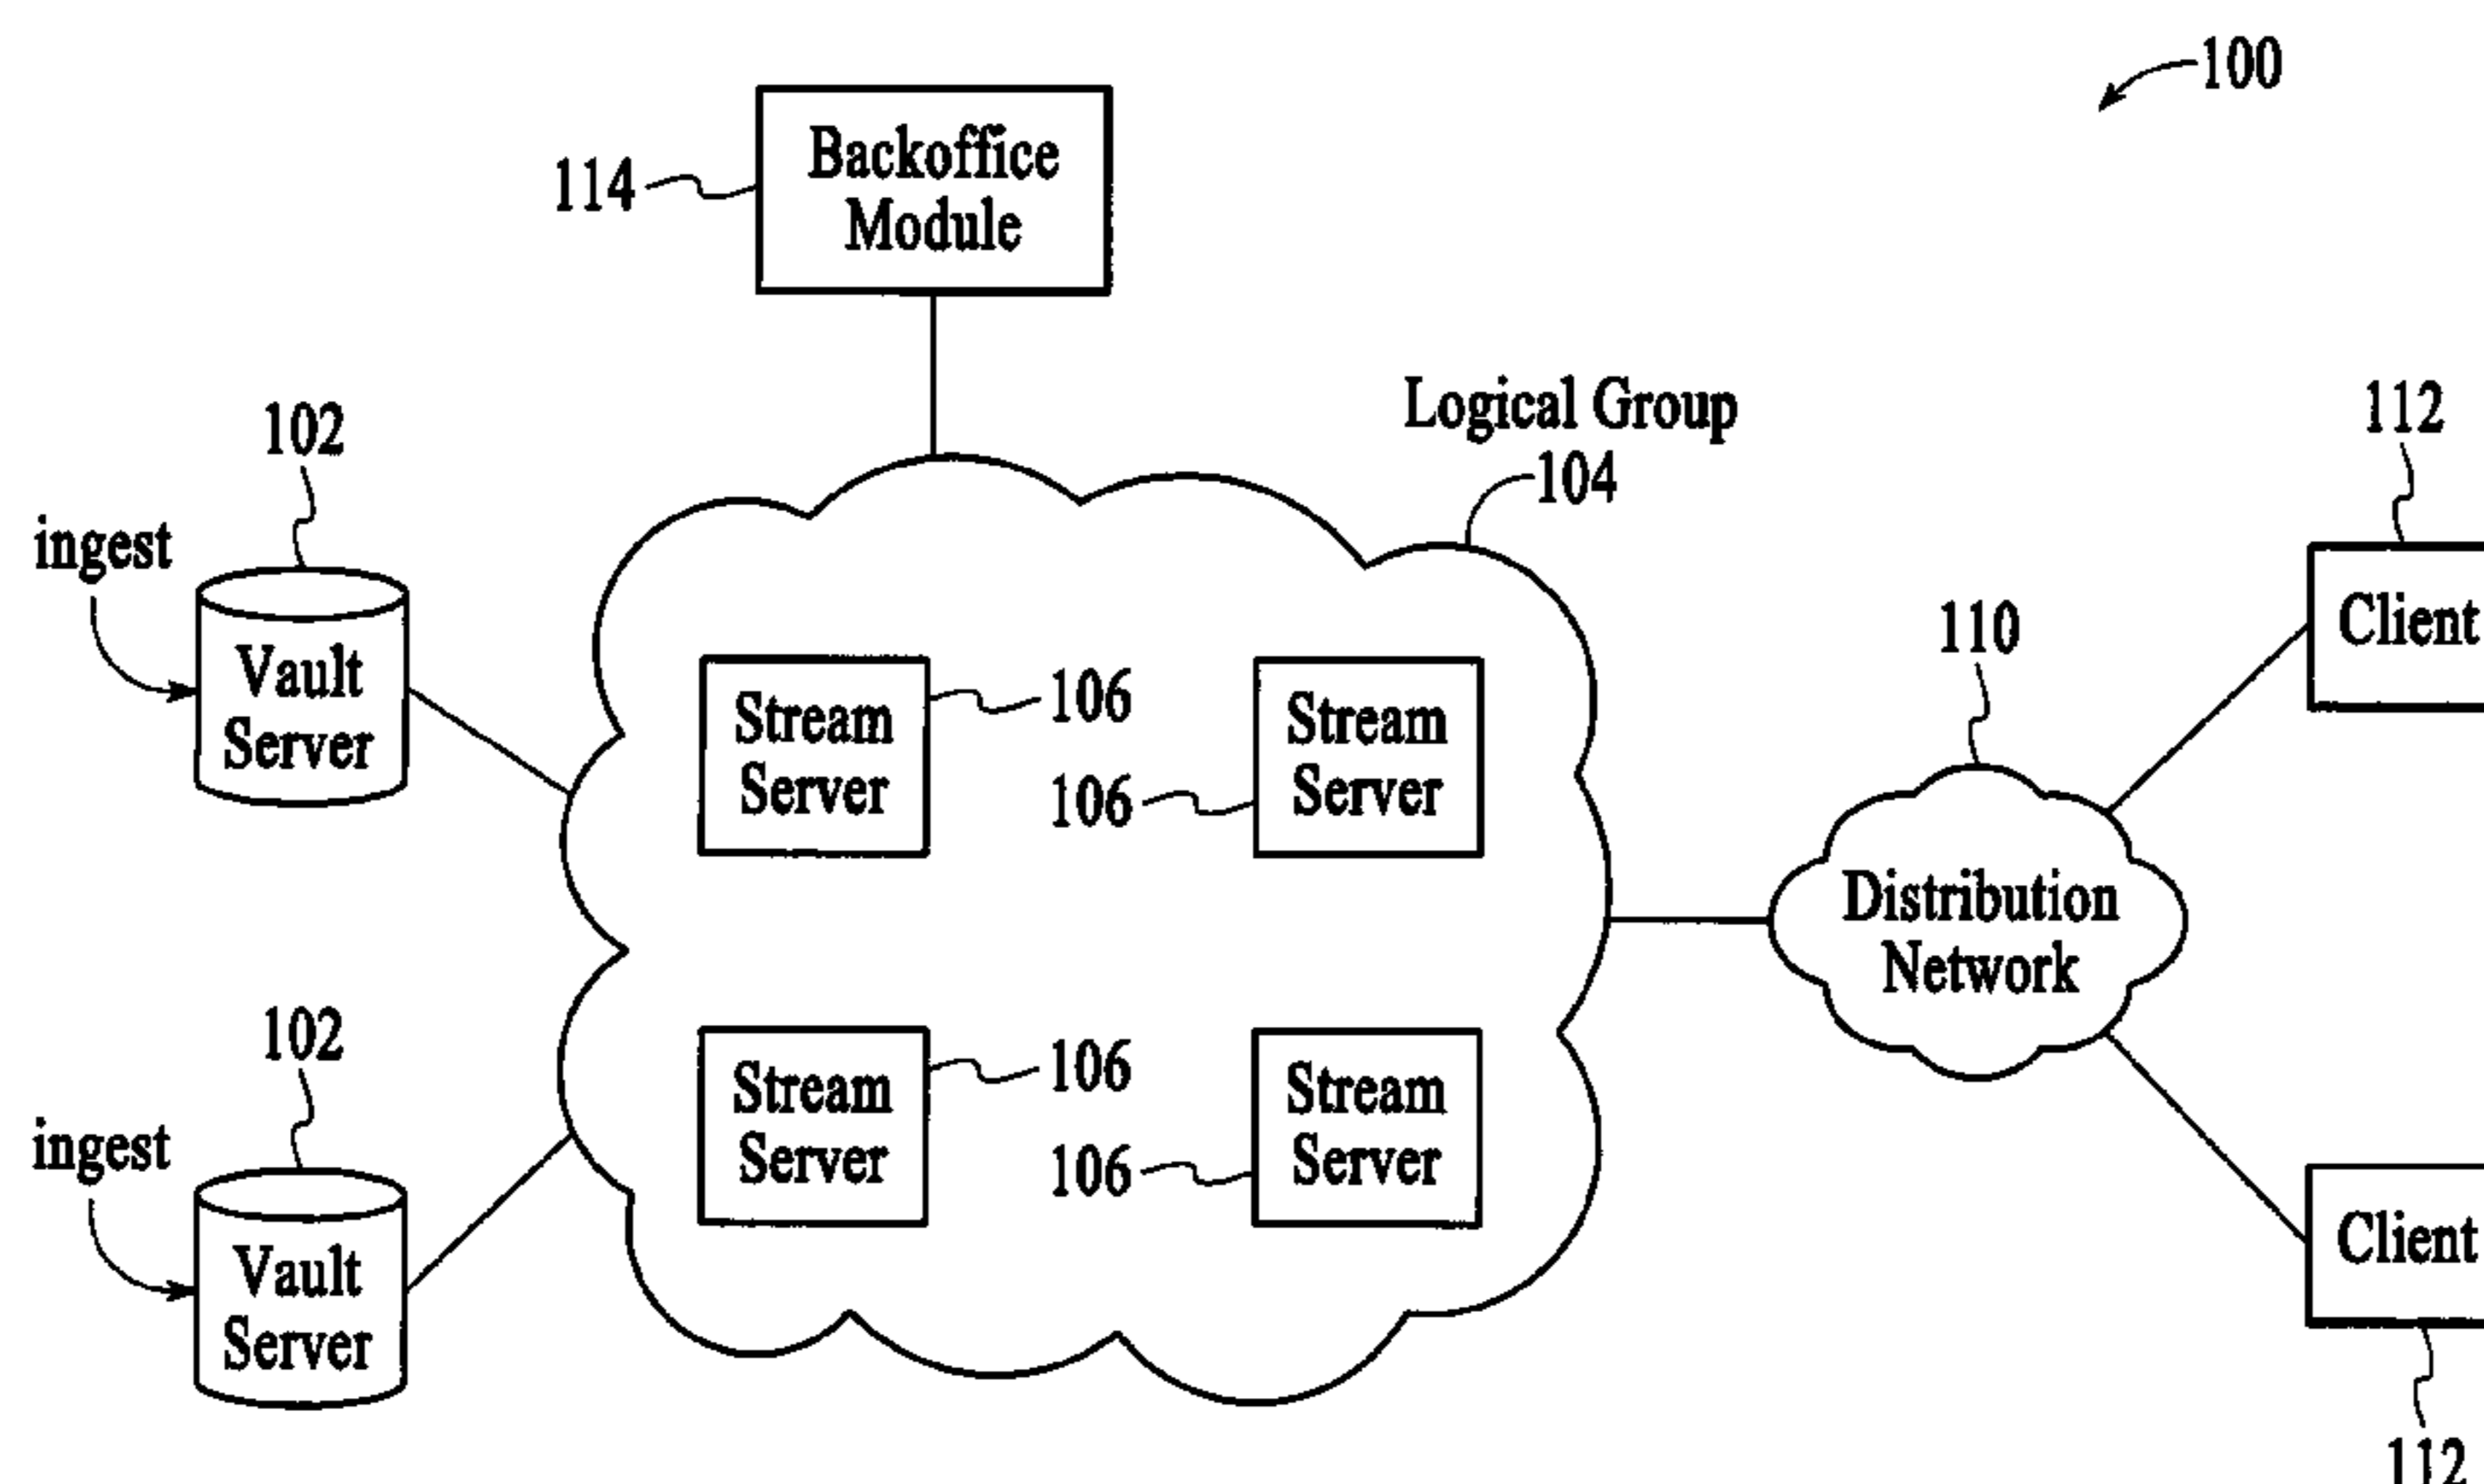 100
Backoffice
Module
114
Logical Group
104
102
ingest
Vault
Server
112
Client
110
Stream
Server
106
106
Stream
Server
Distribution
Network
102
ingest
Vault
Server
Stream
Server
106
106
Stream
Server
Client
112